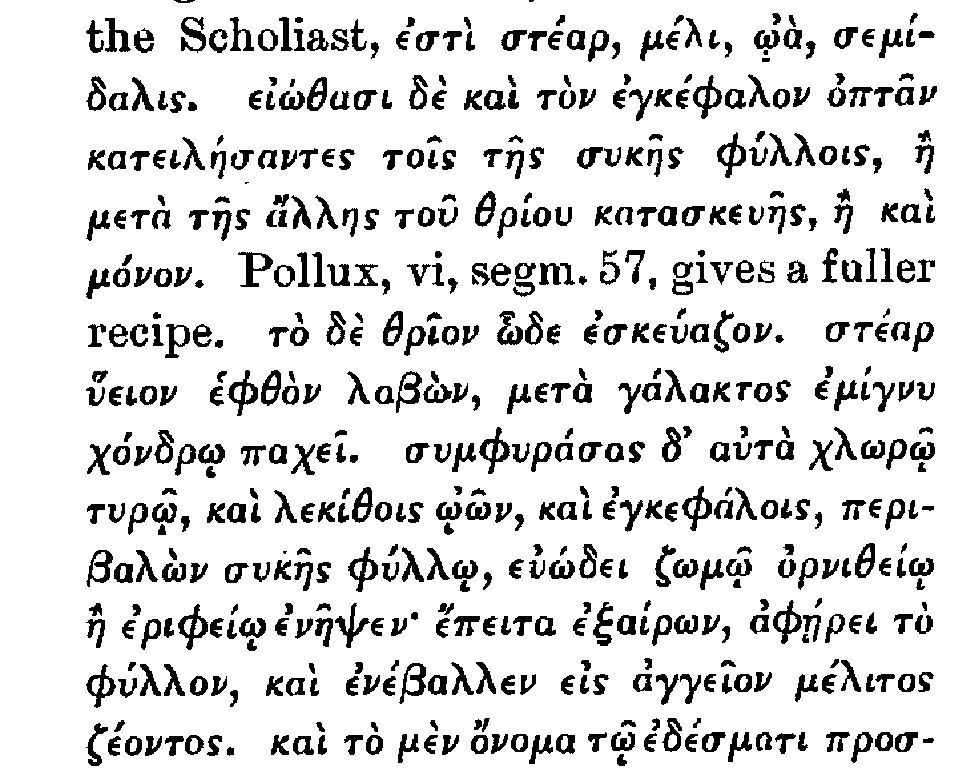 the Scholiast, ἐστὶ στέαρ, μέλι, ᾠὰ, σεμί-
δαλις. εἰώθασι δὲ καὶ τὸν ἐγκέφαλον ὀπτᾶν
κατειλήσαντες τοῖς τῆς συκῆς φύλλοις, ἢ
μετὰ τῆς ἄλλης τοῦ θρίου κατασκευῆς, ἢ καὶ
μόνον. Pollux, vi, segm. 57, gives a fuller
recipe. τὸ δὲ θρῖον ὧδε ἐσκεύαζον. στέαρ
ὕειον ἑφθὸν λαβὼν, μετὰ γάλακτος ἐμίγνυ
χόνδρῳ παχεῖ. συμφυράσας δ’ αὐτὰ χλωρῷ
τυρῷ, καὶ λεκίθοις ᾠῶν, καὶ ἐγκεφάλοις, περι-
βαλὼν συκῆς φύλλῳ, εὐώδει ζωμῷ ὀρνιθείῳ
ἢ ἐριφείῳ ἐνῆψεν· ἔπειτα ἐξαίρων, ἀφῄρει τὸ
φύλλον, καὶ ἐνέβαλλεν εἰς ἀγγεῖον μέλιτος
ζέοντος. καὶ τὸ μὲν ὄνομα τῷ ἐδέσματι προσ-